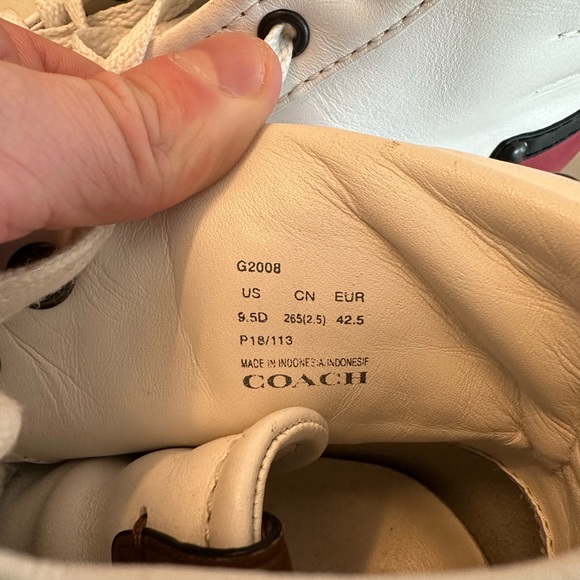 G2008
US CN EUR
9.5D 265(2.5) 42.5
P18/113
MADE IN INDONESIA/INDONESIE
COACH